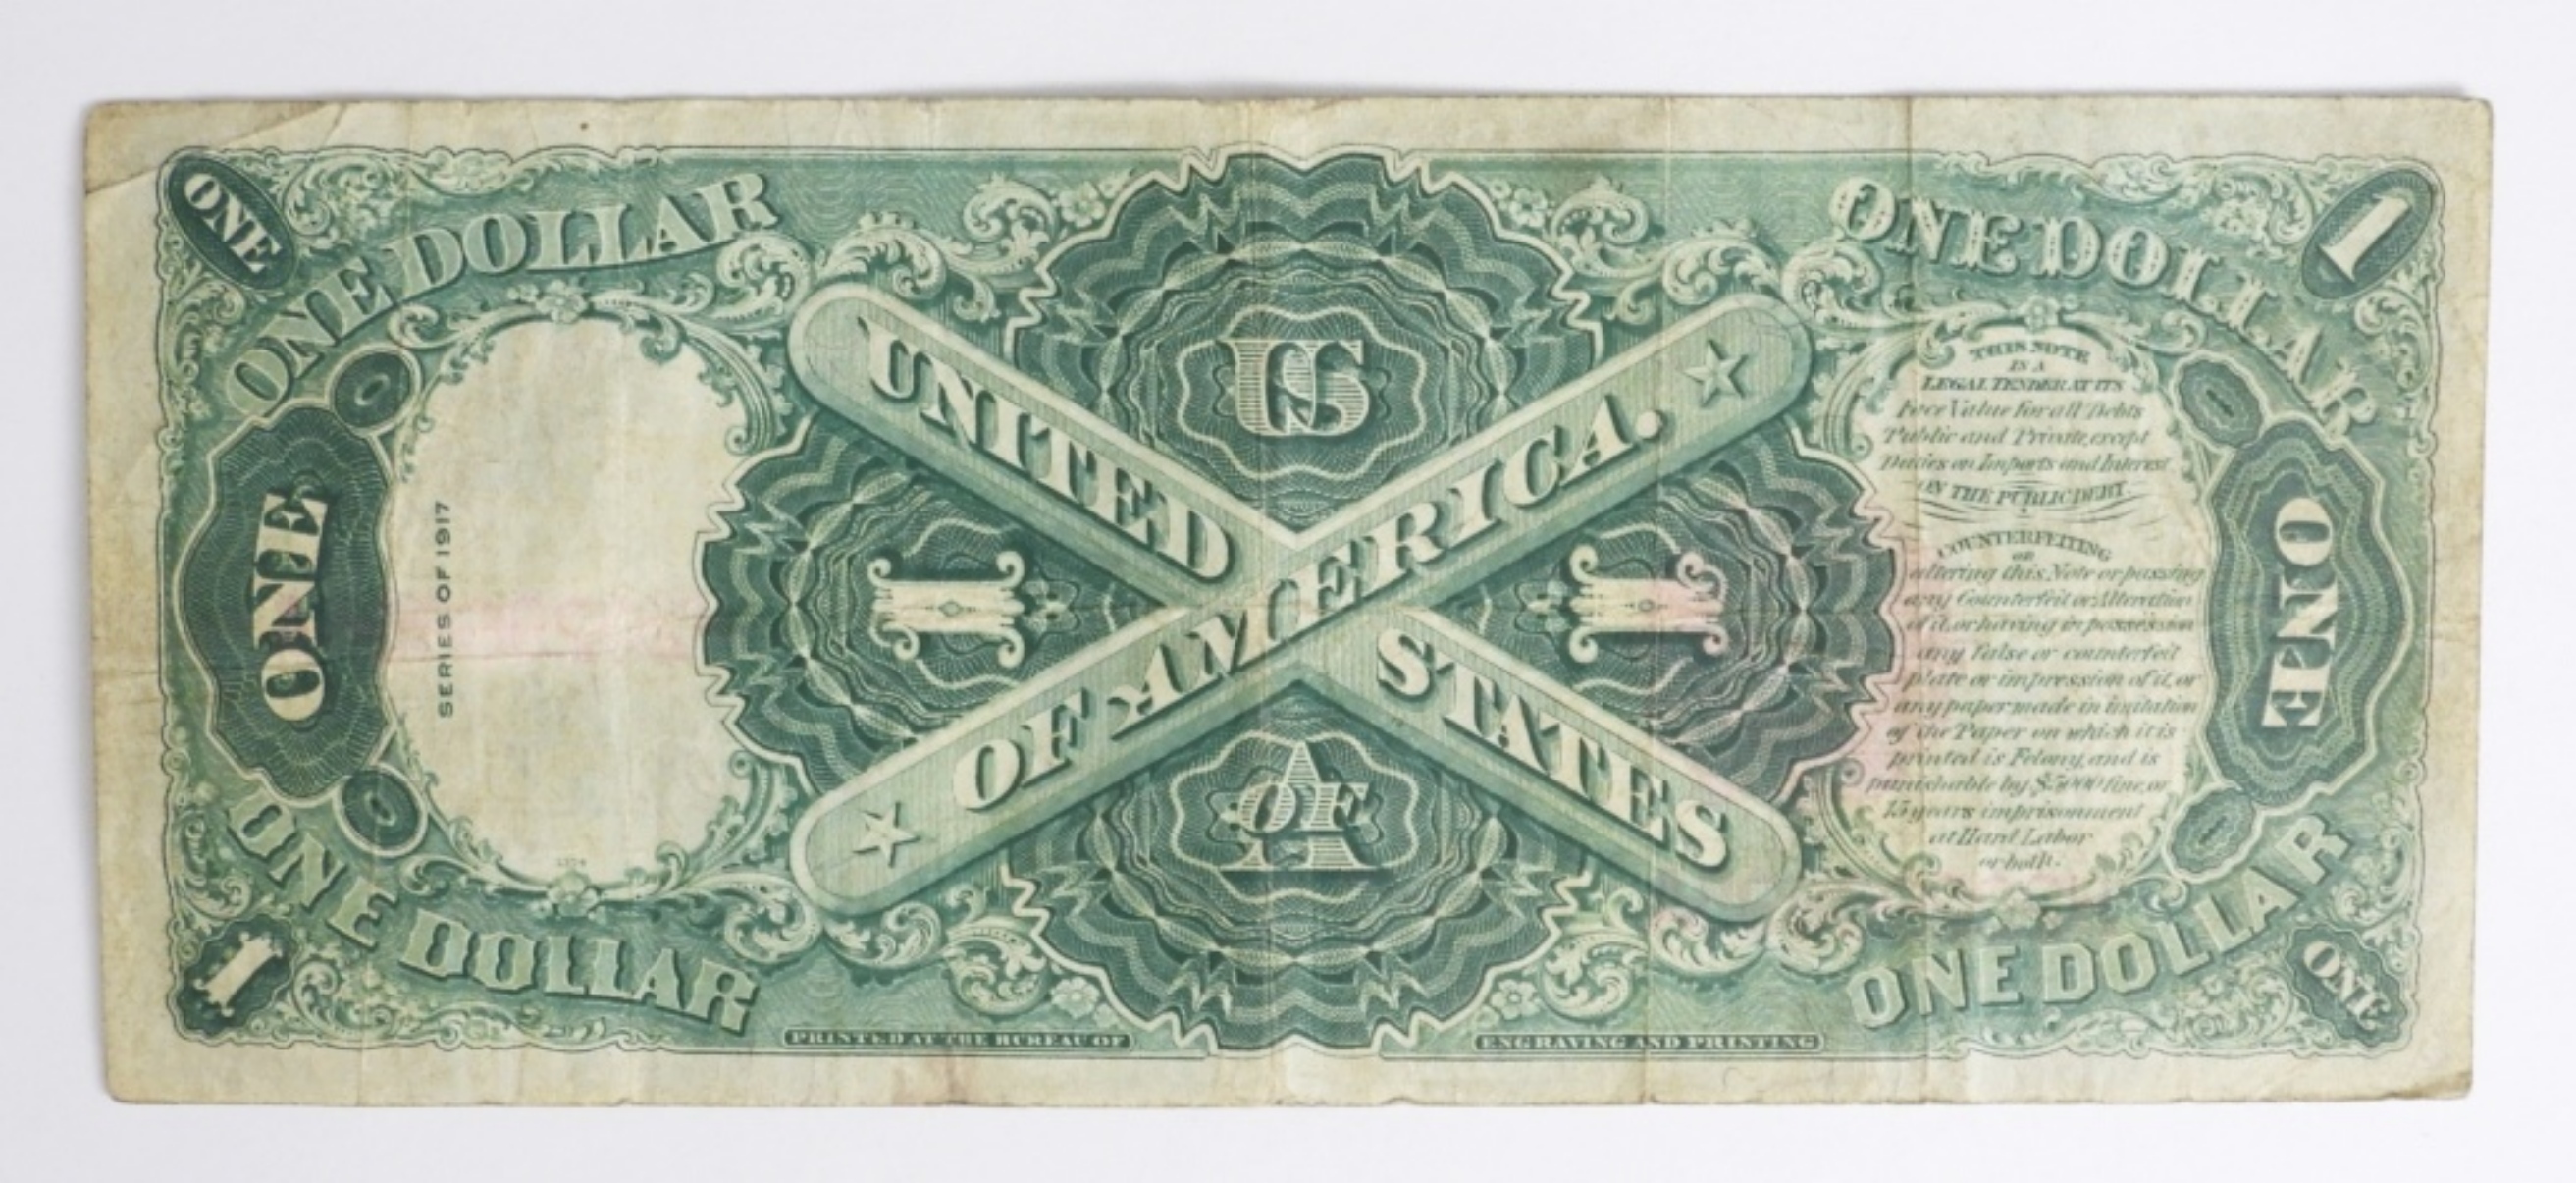 ONE
ONE DOLLAR
ONE DOLLAR
1
US
UNITED
STATES
OF AMERICA.
ONE
SERIES OF 1917
1
1
THIS NOTE
IS A
LEGAL TENDER AT ITS
Face Value for all Debts
Public and Private, except
Duties on Imports and Interest
ON THE PUBLIC DEBT.
COUNTERFEITING
OR
altering this Note or passing
any Counterfeit or Alteration
of it, or having in possession
any false or counterfeit
plate or impression of it, or
any paper made in imitation
of the Paper on which it is
printed is Felony, and is
punishable by $5000 fine, or
15 years imprisonment
at Hard Labor
or both.
ONE
OF
A
ONE DOLLAR
ONE DOLLAR
1
PRINTED AT THE BUREAU OF
ENGRAVING AND PRINTING
ONE